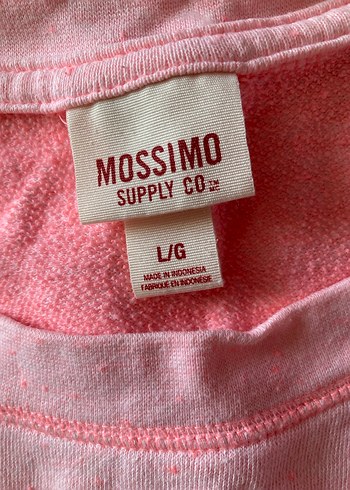 MOSSIMO
SUPPLY CO
L/G
MADE IN INDONESIA
FABRIQUÉ EN INDONÉSIE